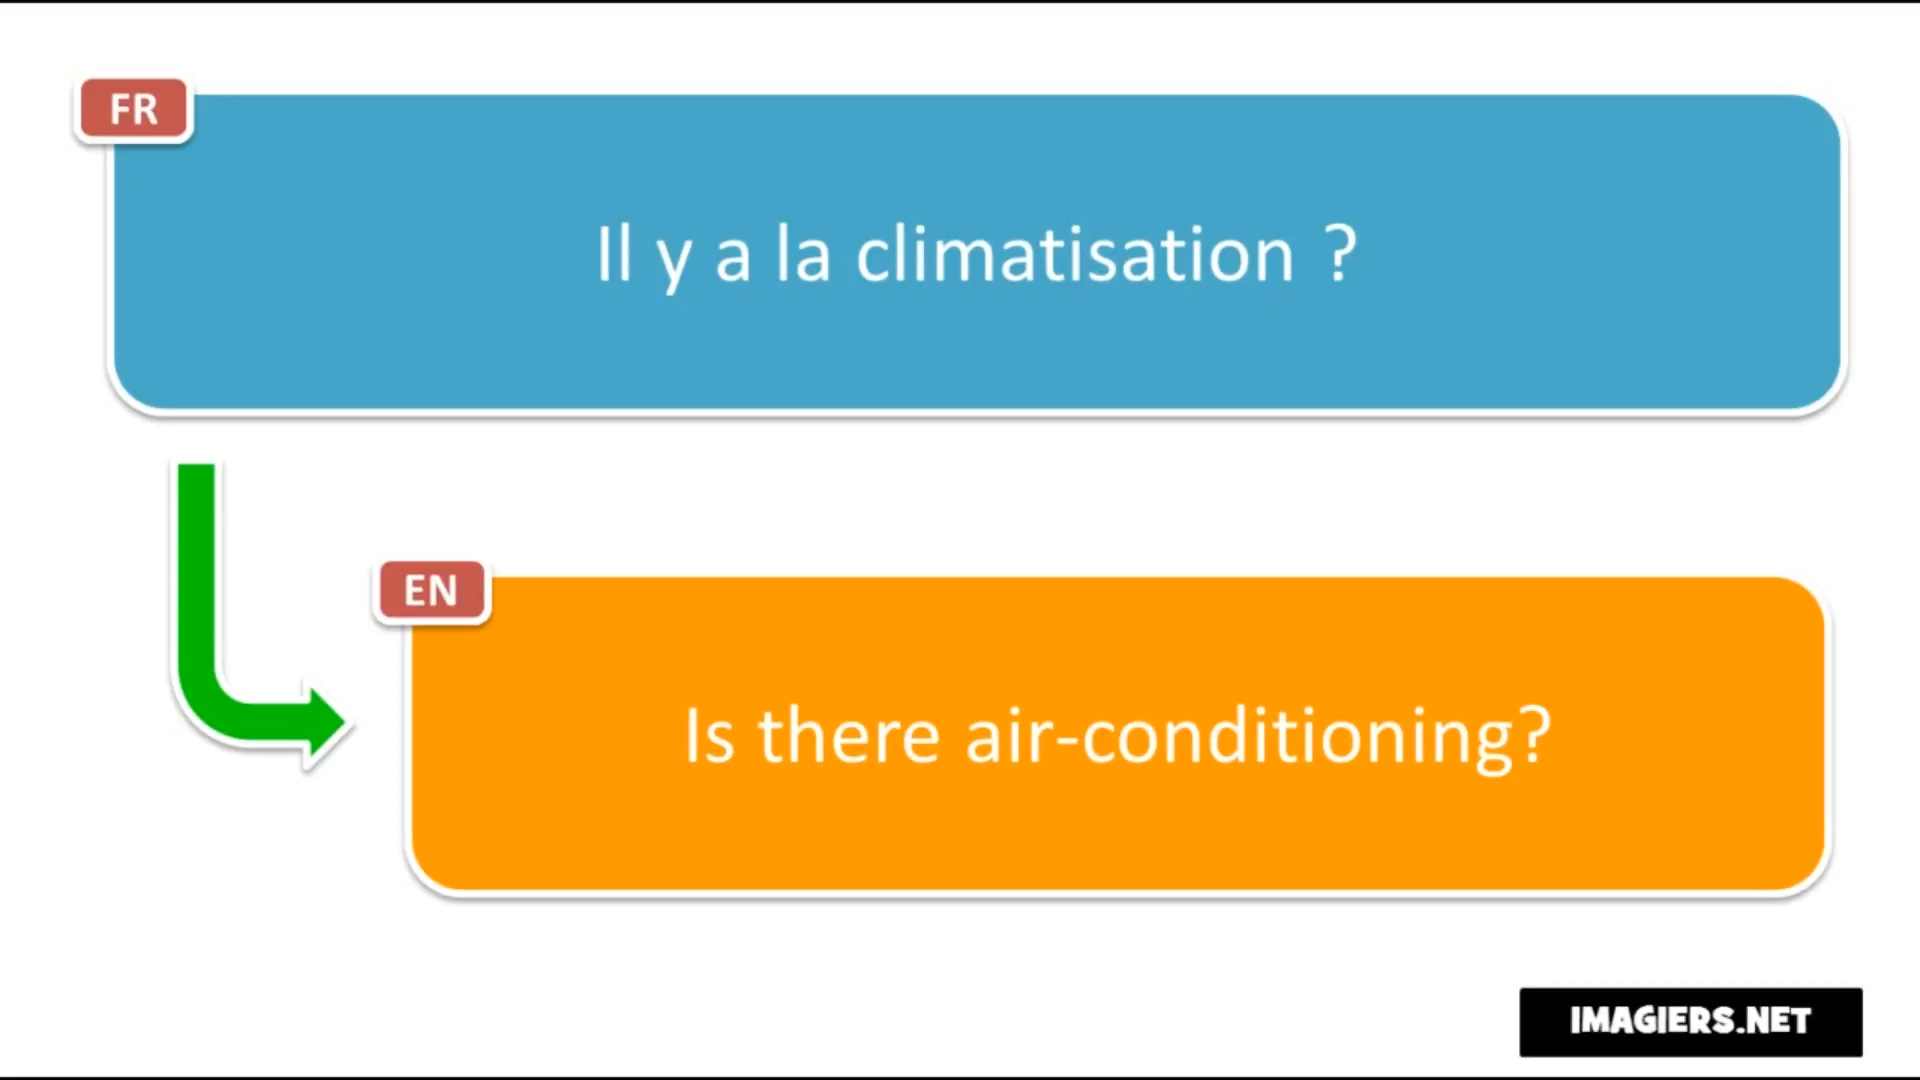 FR
Il y a la climatisation ?
EN
Is there air-conditioning?
IMAGIERS.NET